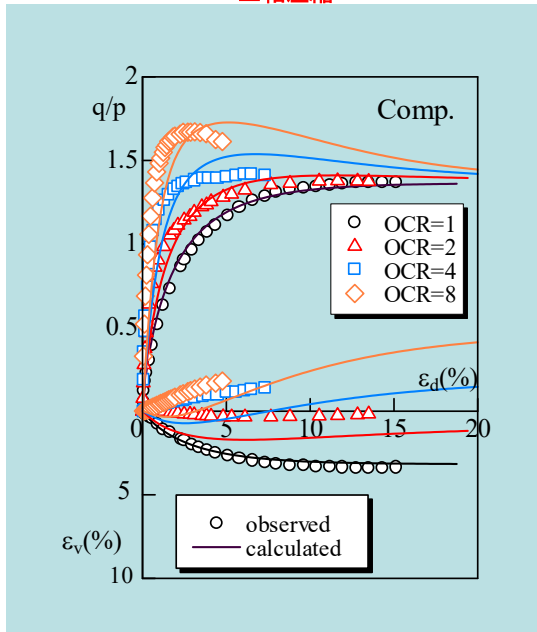 2
q/p
Comp.
1.5
OCR=1
OCR=2
1
OCR=4
OCR=8
0.5
εd(%)
0
0
5
10
15
20
5
observed
calculated
εv(%)
10